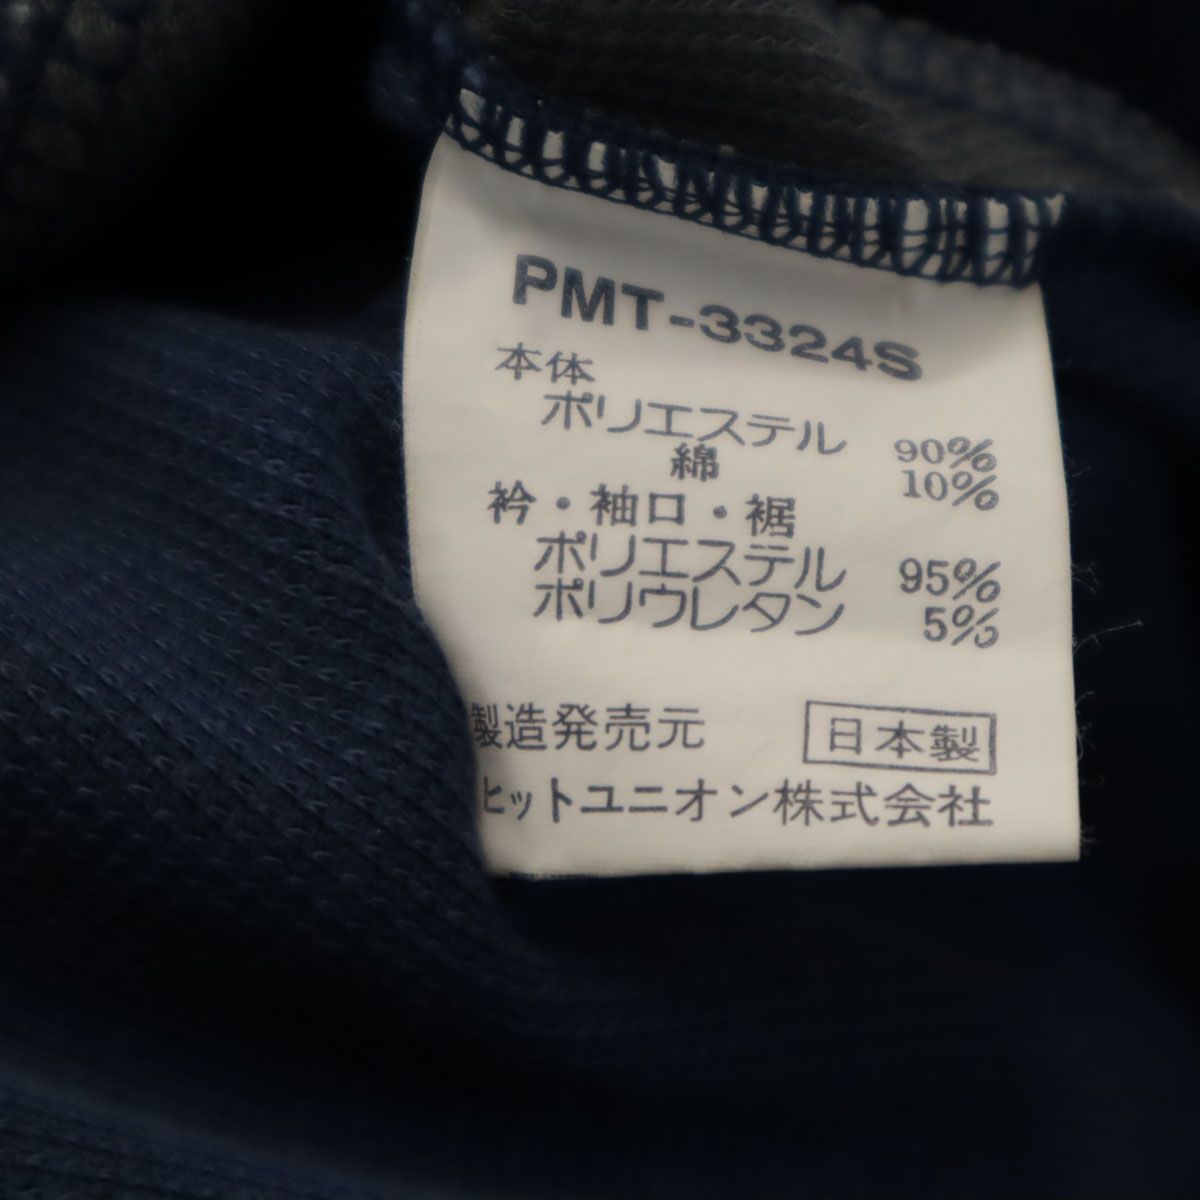 PMT-3324S
本体
ポリエステル 90%
綿 10%
衿・袖口・裾
ポリエステル 95%
ポリウレタン 5%
製造発売元 日本製
ヒットユニオン株式会社